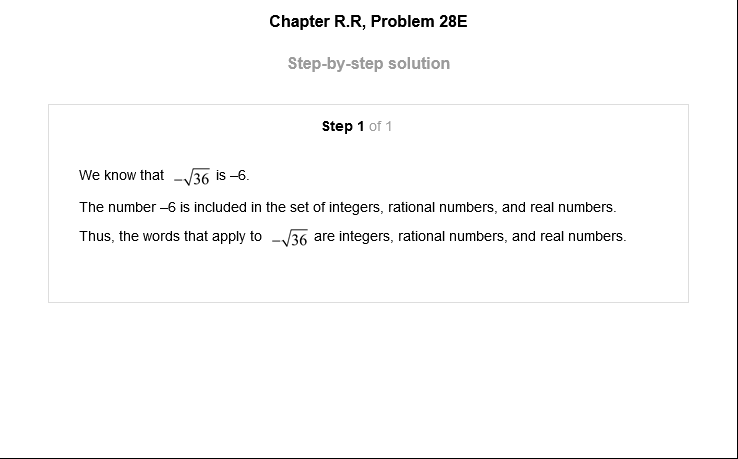 Chapter R.R, Problem 28E
Step-by-step solution
Step 1 of 1
We know that −√36 is –6.
The number –6 is included in the set of integers, rational numbers, and real numbers.
Thus, the words that apply to −√36 are integers, rational numbers, and real numbers.